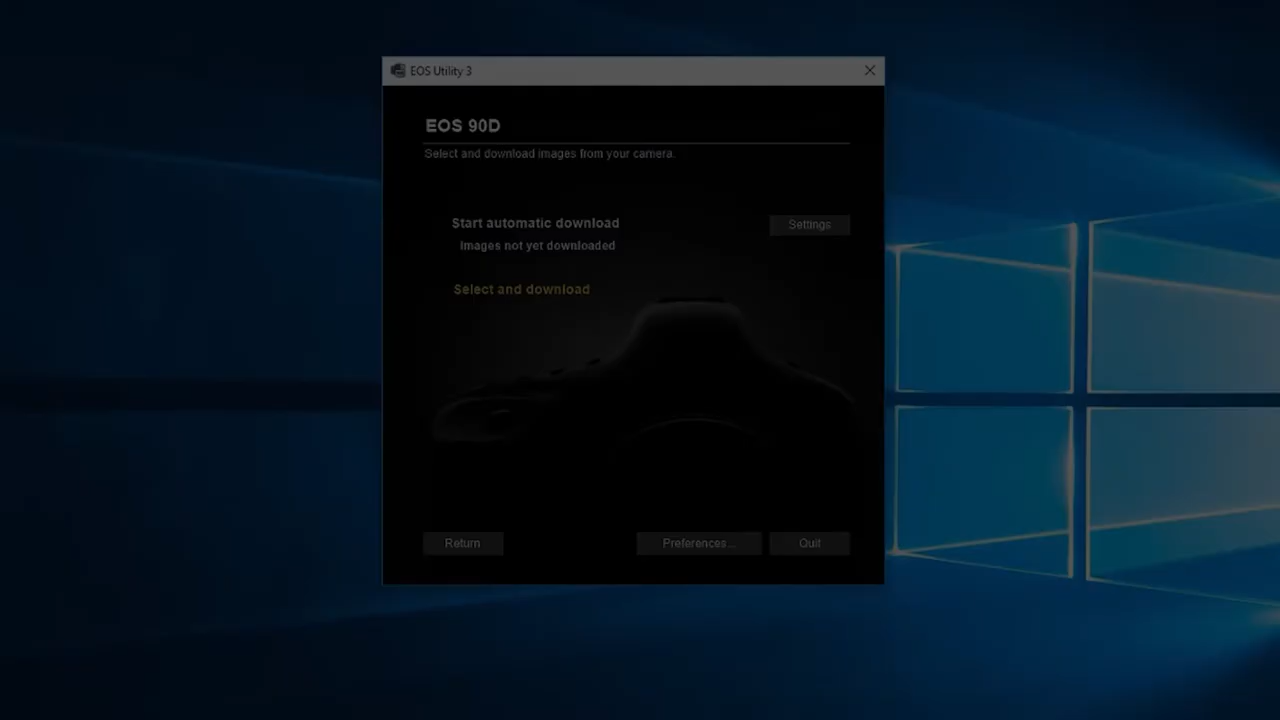 EOS Utility 3
EOS 90D
Select and download images from your camera.
Start automatic download
Settings
Images not yet downloaded
Select and download
Return
Preferences...
Quit